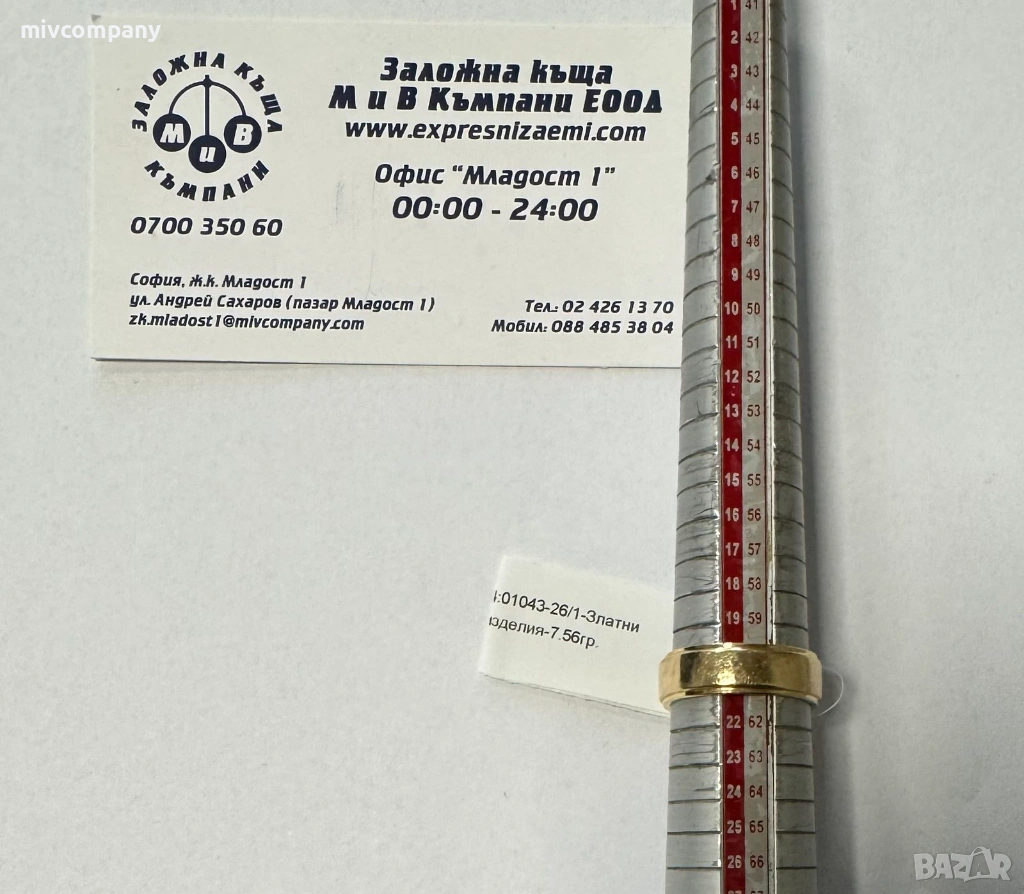 mivcompany
ЗАЛОЖНА КЪЩА
М и В
КЪМПАНИ
0700 350 60
Заложна къща
М и В Къмпани ЕООД
www.expresnizaemi.com
Офис "Младост 1"
00:00 - 24:00
София, ж.к. Младост 1
ул. Андрей Сахаров (пазар Младост 1)
zk.mladost1@mivcompany.com
Тел.: 02 426 13 70
Мобил: 088 485 38 04
:01043-26/1-Златни
изделия-7.56гр.
1 41
2 42
3 43
4 44
5 45
6 46
7 47
8 48
9 49
10 50
11 51
12 52
13 53
14 54
15 55
16 56
17 57
18 58
19 59
22 62
23 63
24 64
25 65
26 66
BAZAR